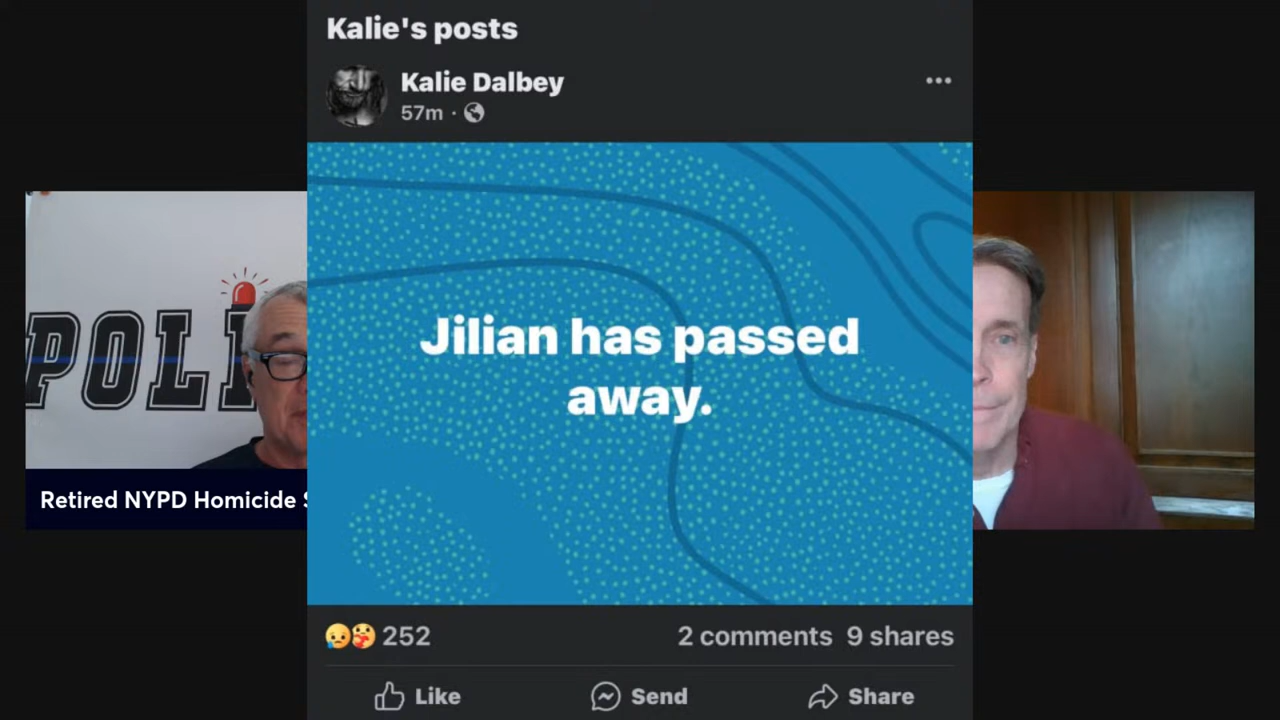 Kalie's posts
Kalie Dalbey
57m ·
Jilian has passed
away.
252
2 comments 9 shares
Like
Send
Share
POLI
Retired NYPD Homicide